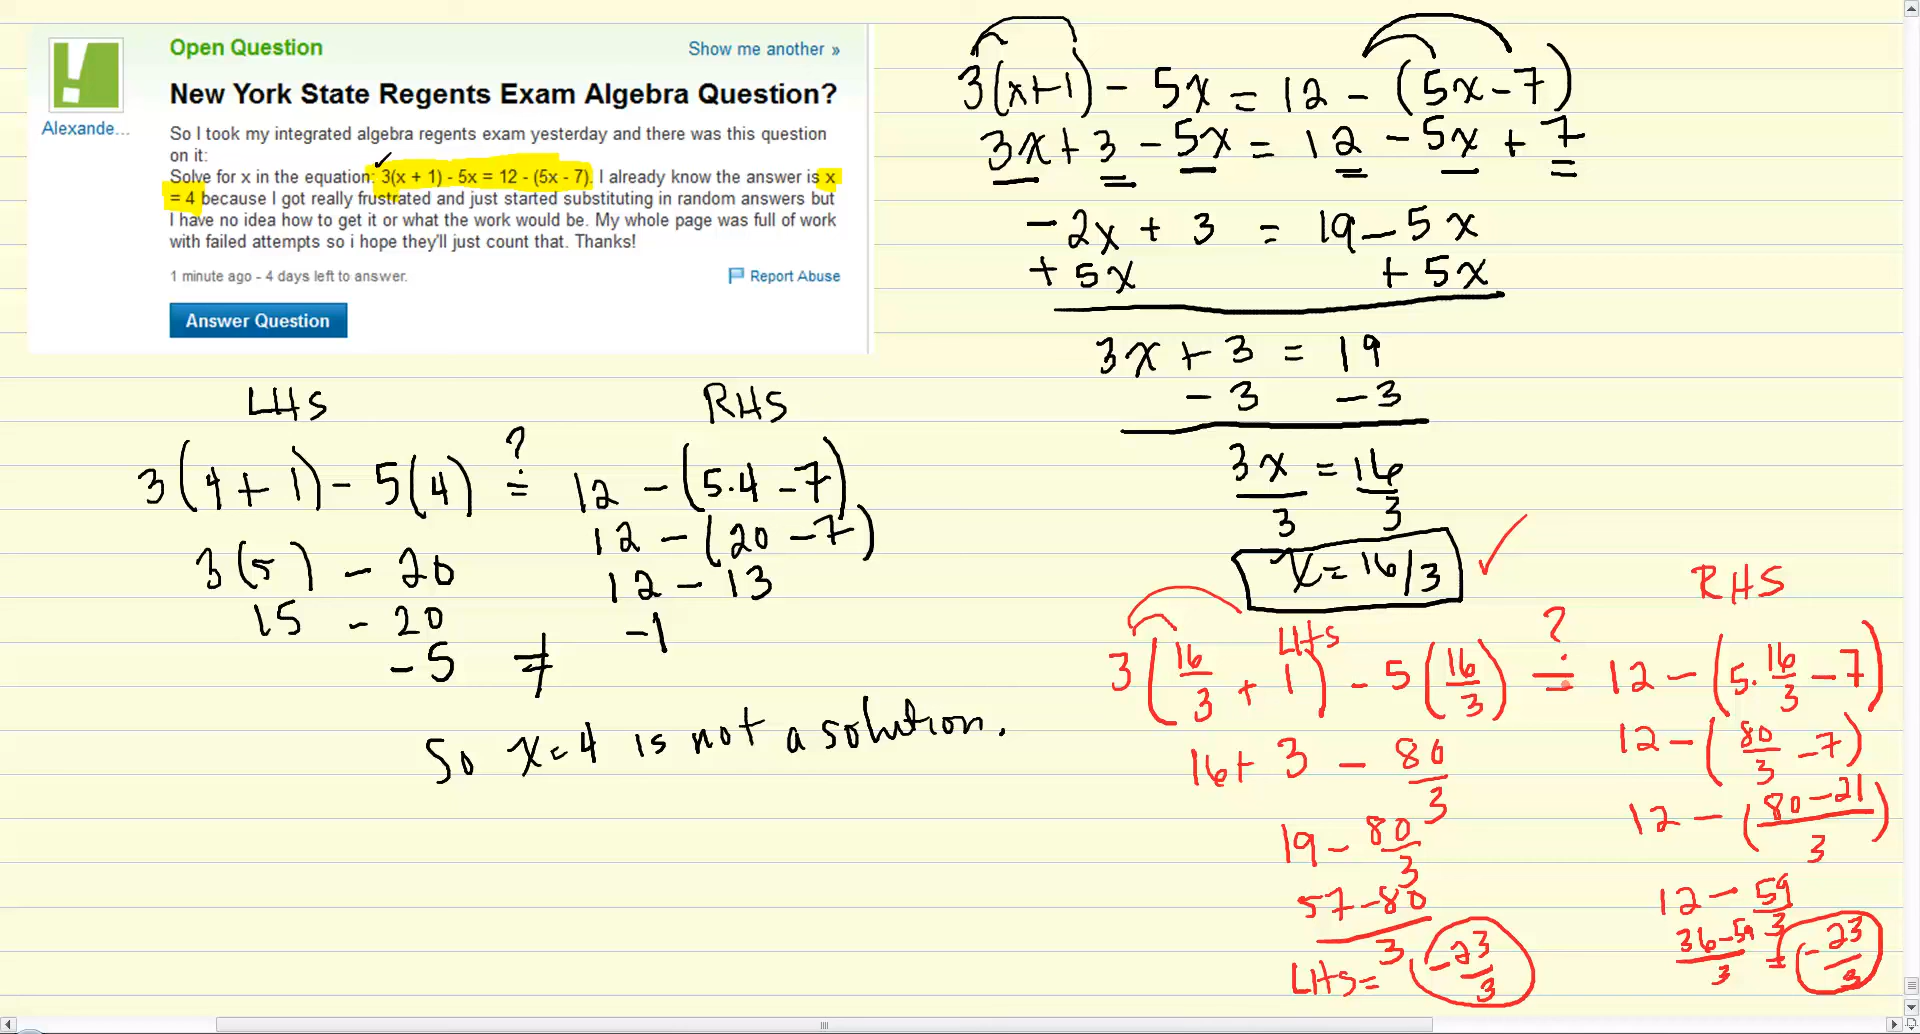 Open Question
Show me another »
New York State Regents Exam Algebra Question?
Alexande...
So I took my integrated algebra regents exam yesterday and there was this question
on it:
Solve for x in the equation: 3(x + 1) - 5x = 12 - (5x - 7). I already know the answer is x
= 4 because I got really frustrated and just started substituting in random answers but
I have no idea how to get it or what the work would be. My whole page was full of work
with failed attempts so i hope they'll just count that. Thanks!
1 minute ago - 4 days left to answer.
Report Abuse
Answer Question
3(x+1) - 5x = 12 - (5x - 7)
3x + 3 - 5x = 12 - 5x + 7
-2x + 3 = 19 - 5x
+ 5x + 5x
3x + 3 = 19
- 3 - 3
3x = 16
3 3
x = 16/3
LHS RHS
3(4 + 1) - 5(4) ?= 12 - (5·4 - 7)
12 - (20 - 7)
3(5) - 20
12 - 13
15 - 20
-1
-5 ≠
So x = 4 is not a solution.
LHS RHS
3(16/3 + 1) - 5(16/3) ?= 12 - (5·16/3 - 7)
16 + 3 - 80/3
19 - 80/3
57 - 80
3
LHS = -23/3
12 - (80/3 - 7)
12 - (80 - 21 / 3)
12 - 59/3
36 - 59 / 3 = -23/3